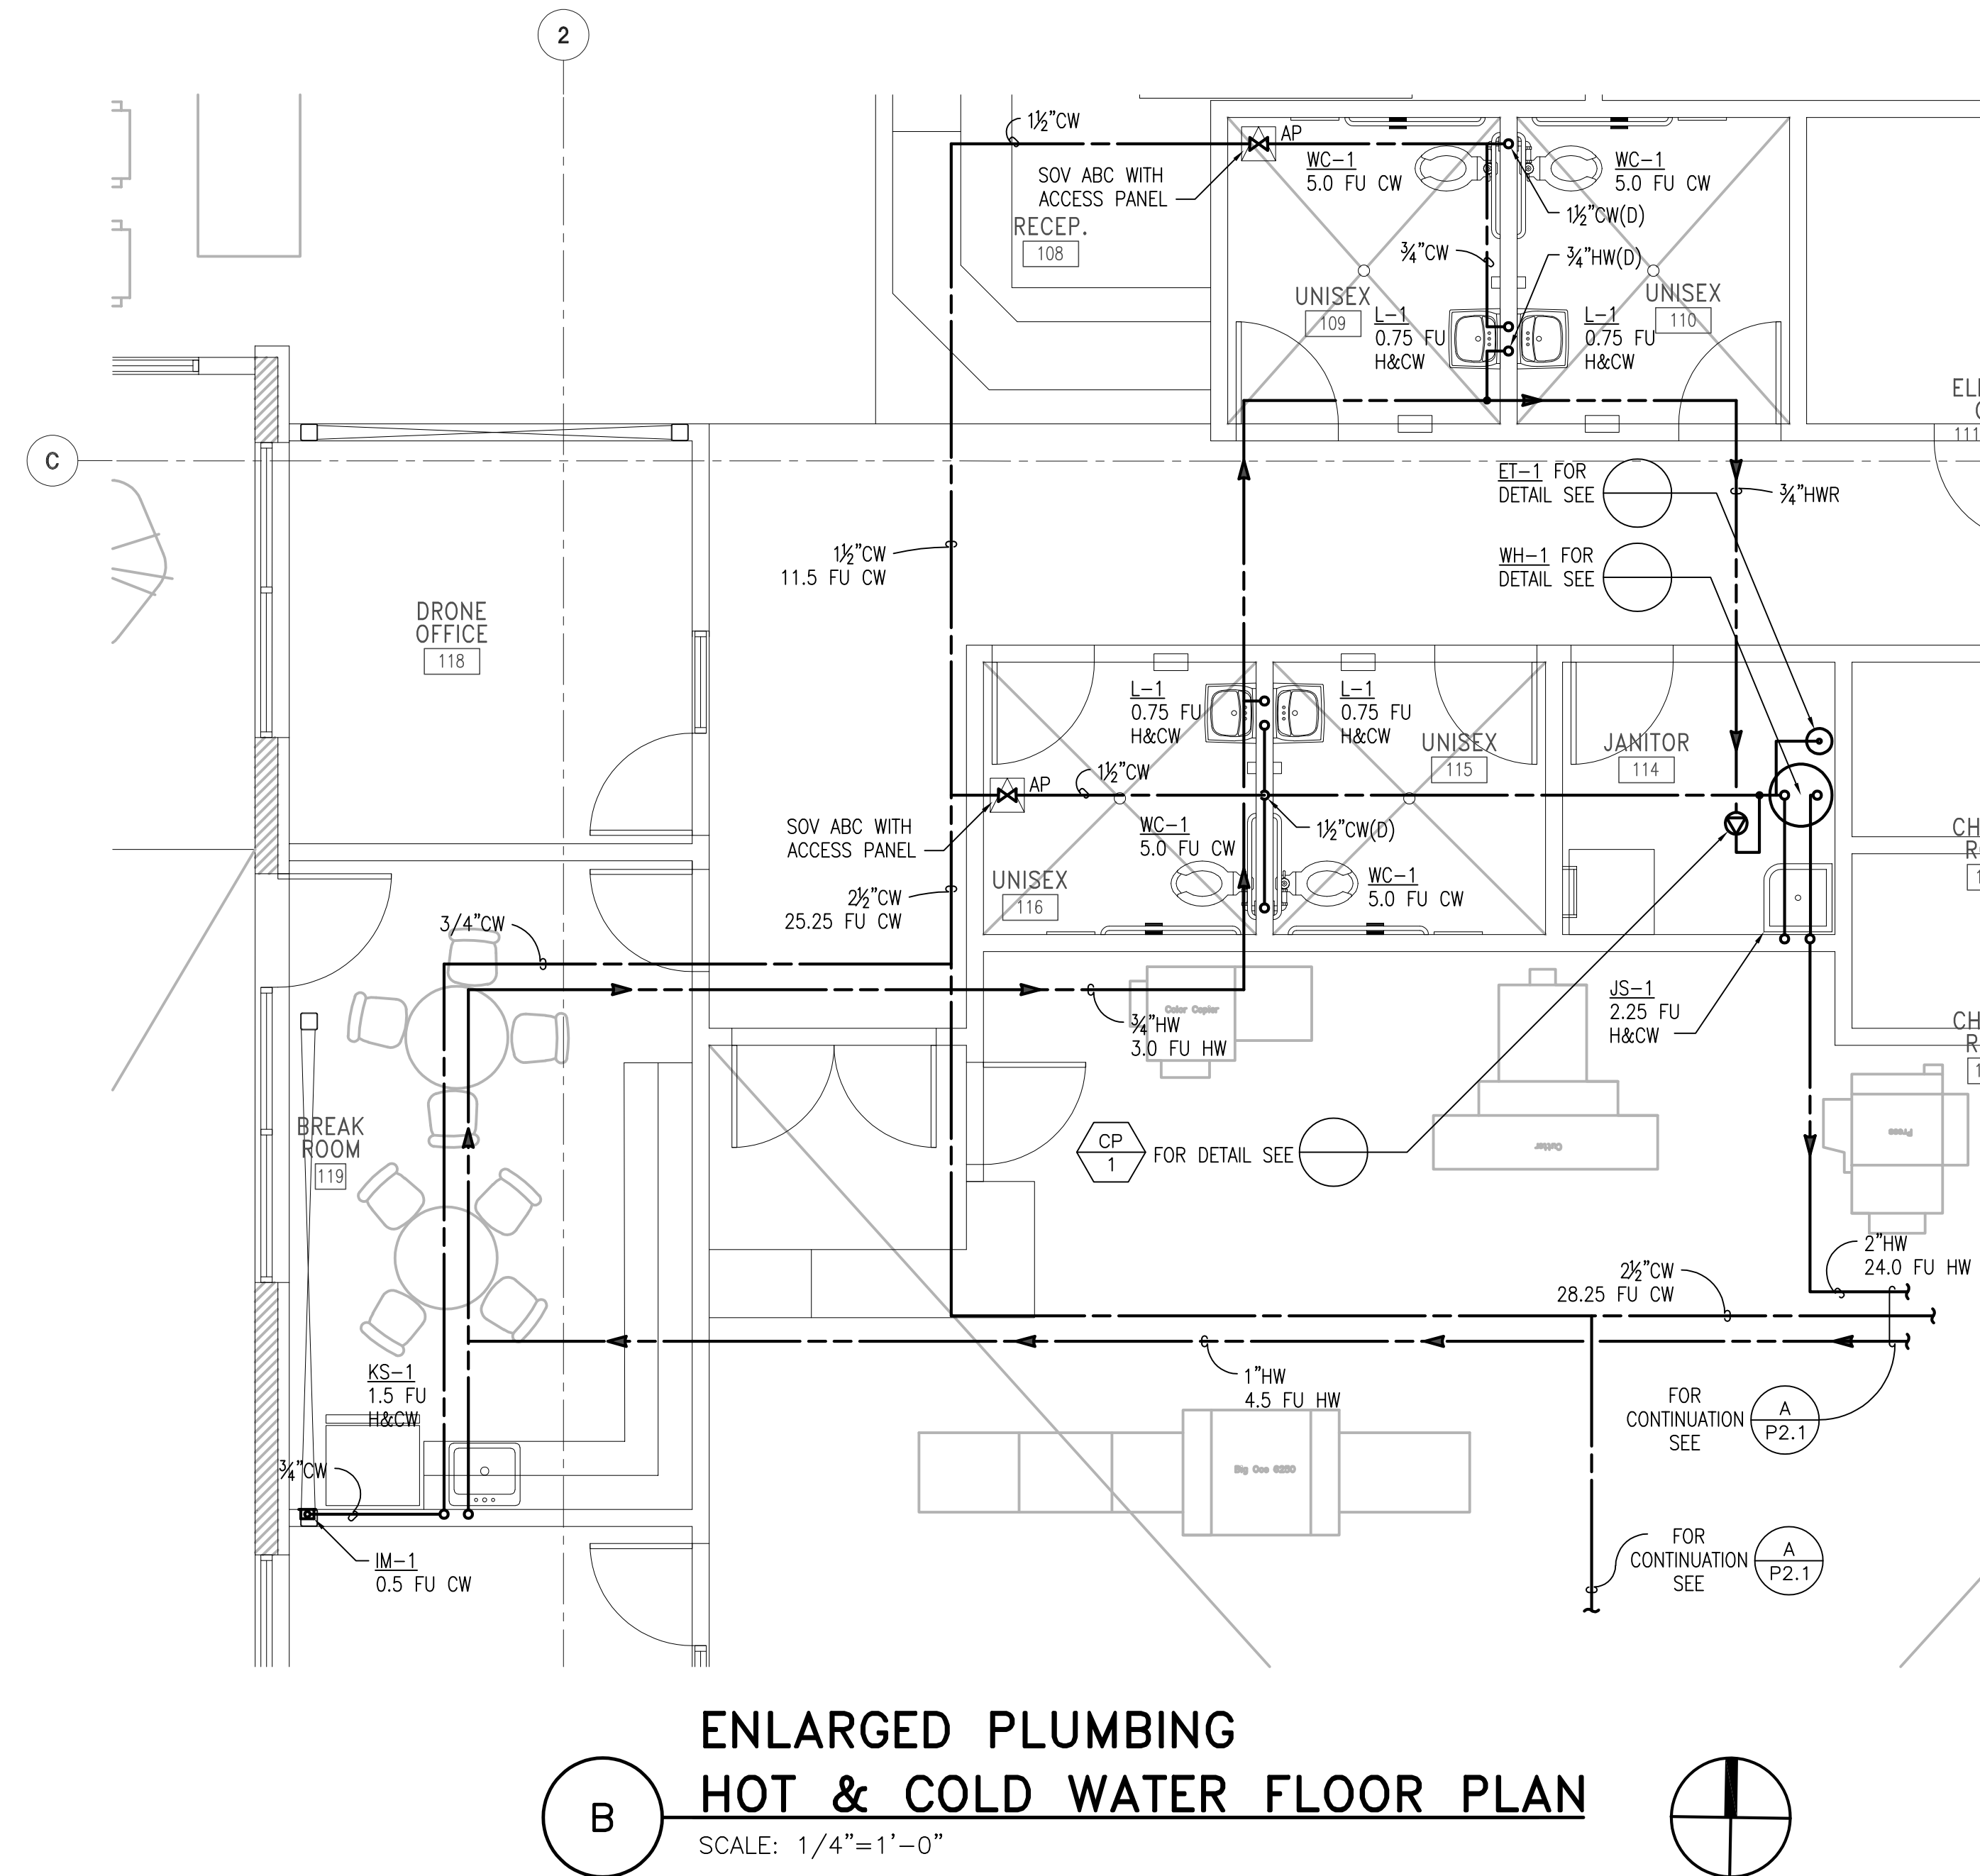 2
1½"CW
AP
SOV ABC WITH
ACCESS PANEL
WC-1
5.0 FU CW
WC-1
5.0 FU CW
1½"CW(D)
RECEP.
108
¾"CW
¾"HW(D)
UNISEX
109
UNISEX
110
L-1
0.75 FU
H&CW
L-1
0.75 FU
H&CW
111
C
ET-1 FOR
DETAIL SEE
¾"HWR
1½"CW
11.5 FU CW
WH-1 FOR
DETAIL SEE
DRONE
OFFICE
118
L-1
0.75 FU
H&CW
L-1
0.75 FU
H&CW
UNISEX
115
JANITOR
114
AP
1½"CW
SOV ABC WITH
ACCESS PANEL
WC-1
5.0 FU CW
1½"CW(D)
UNISEX
116
WC-1
5.0 FU CW
2½"CW
25.25 FU CW
3/4"CW
Color Copier
¾"HW
3.0 FU HW
JS-1
2.25 FU
H&CW
BREAK
ROOM
119
CP
1
FOR DETAIL SEE
Cutter
Press
2"HW
24.0 FU HW
2½"CW
28.25 FU CW
1"HW
4.5 FU HW
KS-1
1.5 FU
H&CW
FOR
CONTINUATION
SEE
A
P2.1
¾"CW
Big Oce 6250
IM-1
0.5 FU CW
FOR
CONTINUATION
SEE
A
P2.1
ENLARGED PLUMBING
B
HOT & COLD WATER FLOOR PLAN
SCALE: 1/4"=1'-0"